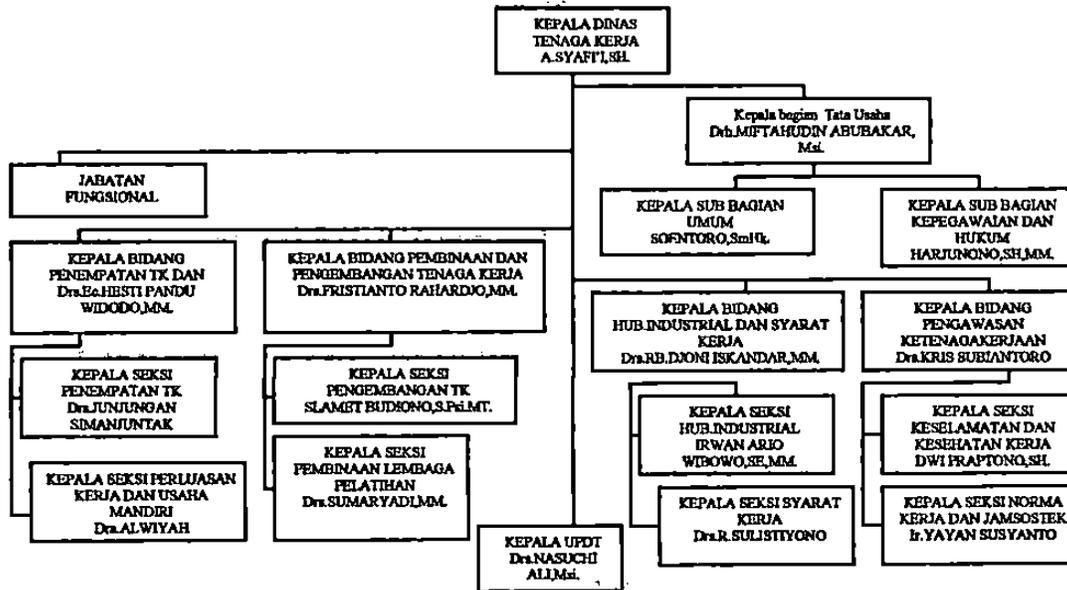 KEPALA DINAS
TENAGA KERJA
A.SYAFI'I,SH.
Kepala bagian Tata Usaha
Drh.MIFTAHUDIN ABUBAKAR,
Msi.
JABATAN
FUNGSIONAL
KEPALA SUB BAGIAN
UMUM
SOENTORO,SmHk.
KEPALA SUB BAGIAN
KEPEGAWAIAN DAN
HUKUM
HARJUNONO,SH,MM.
KEPALA BIDANG
PENEMPATAN TK DAN
Dra.Ec.HESTI PANDU
WIDODO,MM.
KEPALA BIDANG PEMBINAAN DAN
PENGEMBANGAN TENAGA KERJA
Drs.FRISTIANTO RAHARDJO,MM.
KEPALA BIDANG
HUB.INDUSTRIAL DAN SYARAT
KERJA
Drs.RB.DJONI ISKANDAR,MM.
KEPALA BIDANG
PENGAWASAN
KETENAGAKERJAAN
Drs.KRIS SUBIANTORO
KEPALA SEKSI
PENEMPATAN TK
Drs.JUNJUNGAN
SIMANJUNTAK
KEPALA SEKSI
PENGEMBANGAN TK
SLAMET BUDIONO,S.Pri.MT.
KEPALA SEKSI
HUB.INDUSTRIAL
IRWAN ARIO
WIBOWO,SE,MM.
KEPALA SEKSI
KESELAMATAN DAN
KESEHATAN KERJA
DWI PRAPTONO,SH.
KEPALA SEKSI PERLUASAN
KERJA DAN USAHA
MANDIRI
Dra.ALWIYAH
KEPALA SEKSI
PEMBINAAN LEMBAGA
PELATIHAN
Drs.SUMARYADI,MM.
KEPALA SEKSI SYARAT
KERJA
Drs.R.SULISTIYONO
KEPALA SEKSI NORMA
KERJA DAN JAMSOSTEK
Ir.YAYAN SUSYANTO
KEPALA UPDT
Drs.NASUCHI
ALI,Msi.